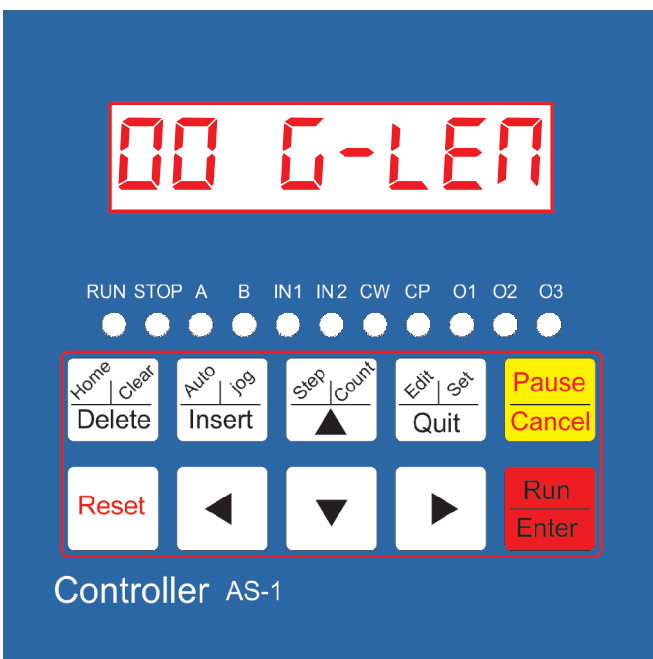 00 G-LEN
RUN STOP A B IN1 IN2 CW CP O1 O2 O3
Home Clear Auto jog Step Count Edit Set Pause
Delete Insert Quit Cancel
Reset Run
Enter
Controller AS-1